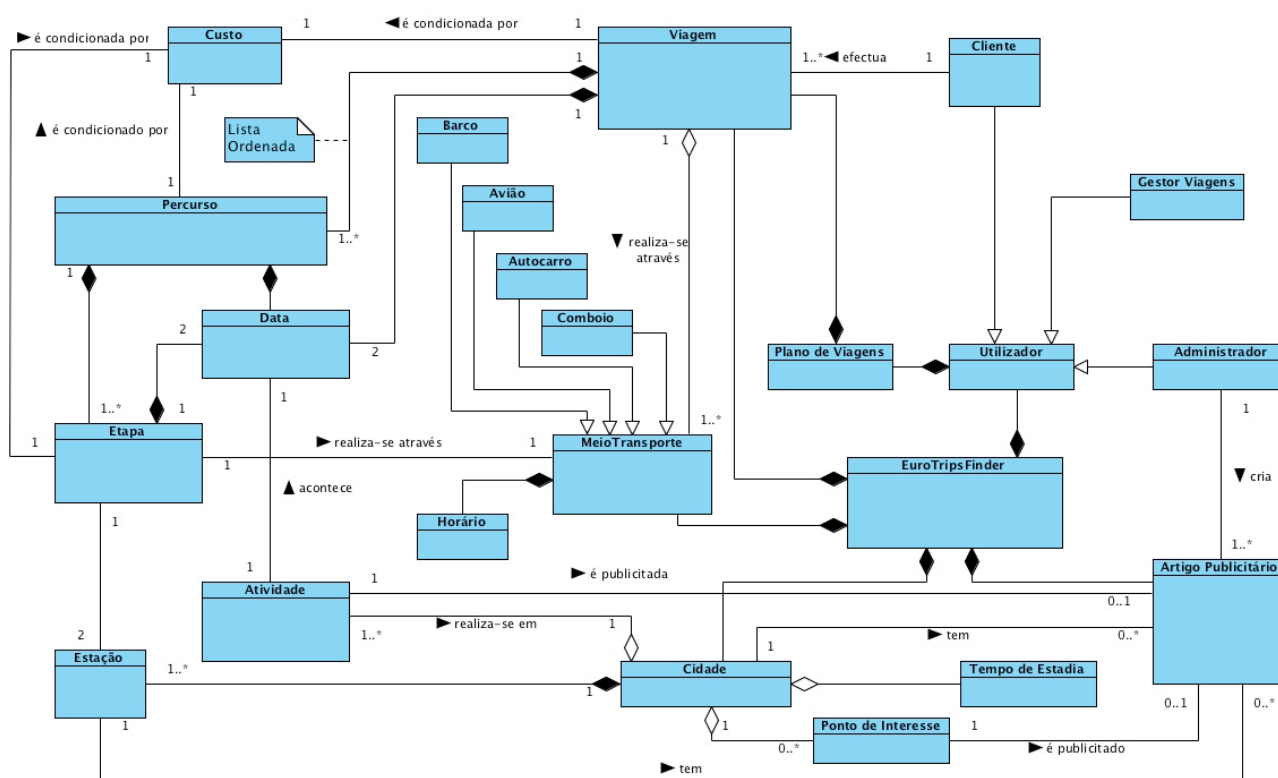 1
◄ é condicionada por
1
► é condicionada por
Custo
Viagem
Cliente
1
1
1..*
◄ efectua
1
1
1
▲ é condicionado por
Lista
Ordenada
Barco
1
Gestor Viagens
1
Percurso
Avião
1..*
▼ realiza-se
através
1
Autocarro
Data
Comboio
2
2
Plano de Viagens
Utilizador
Administrador
1
1..*
1
1
1..*
Etapa
1
► realiza-se através
1
MeioTransporte
1
EuroTripsFinder
▼ cria
▲ acontece
1
Horário
1..*
Artigo Publicitário
1
1
► é publicitada
Atividade
0..1
► realiza-se em
1
1..*
2
► tem
0..*
1
Estação
1..*
Cidade
Tempo de Estadia
1
0..1
0..*
1
1
Ponto de Interesse
1
0..*
► é publicitado
► tem